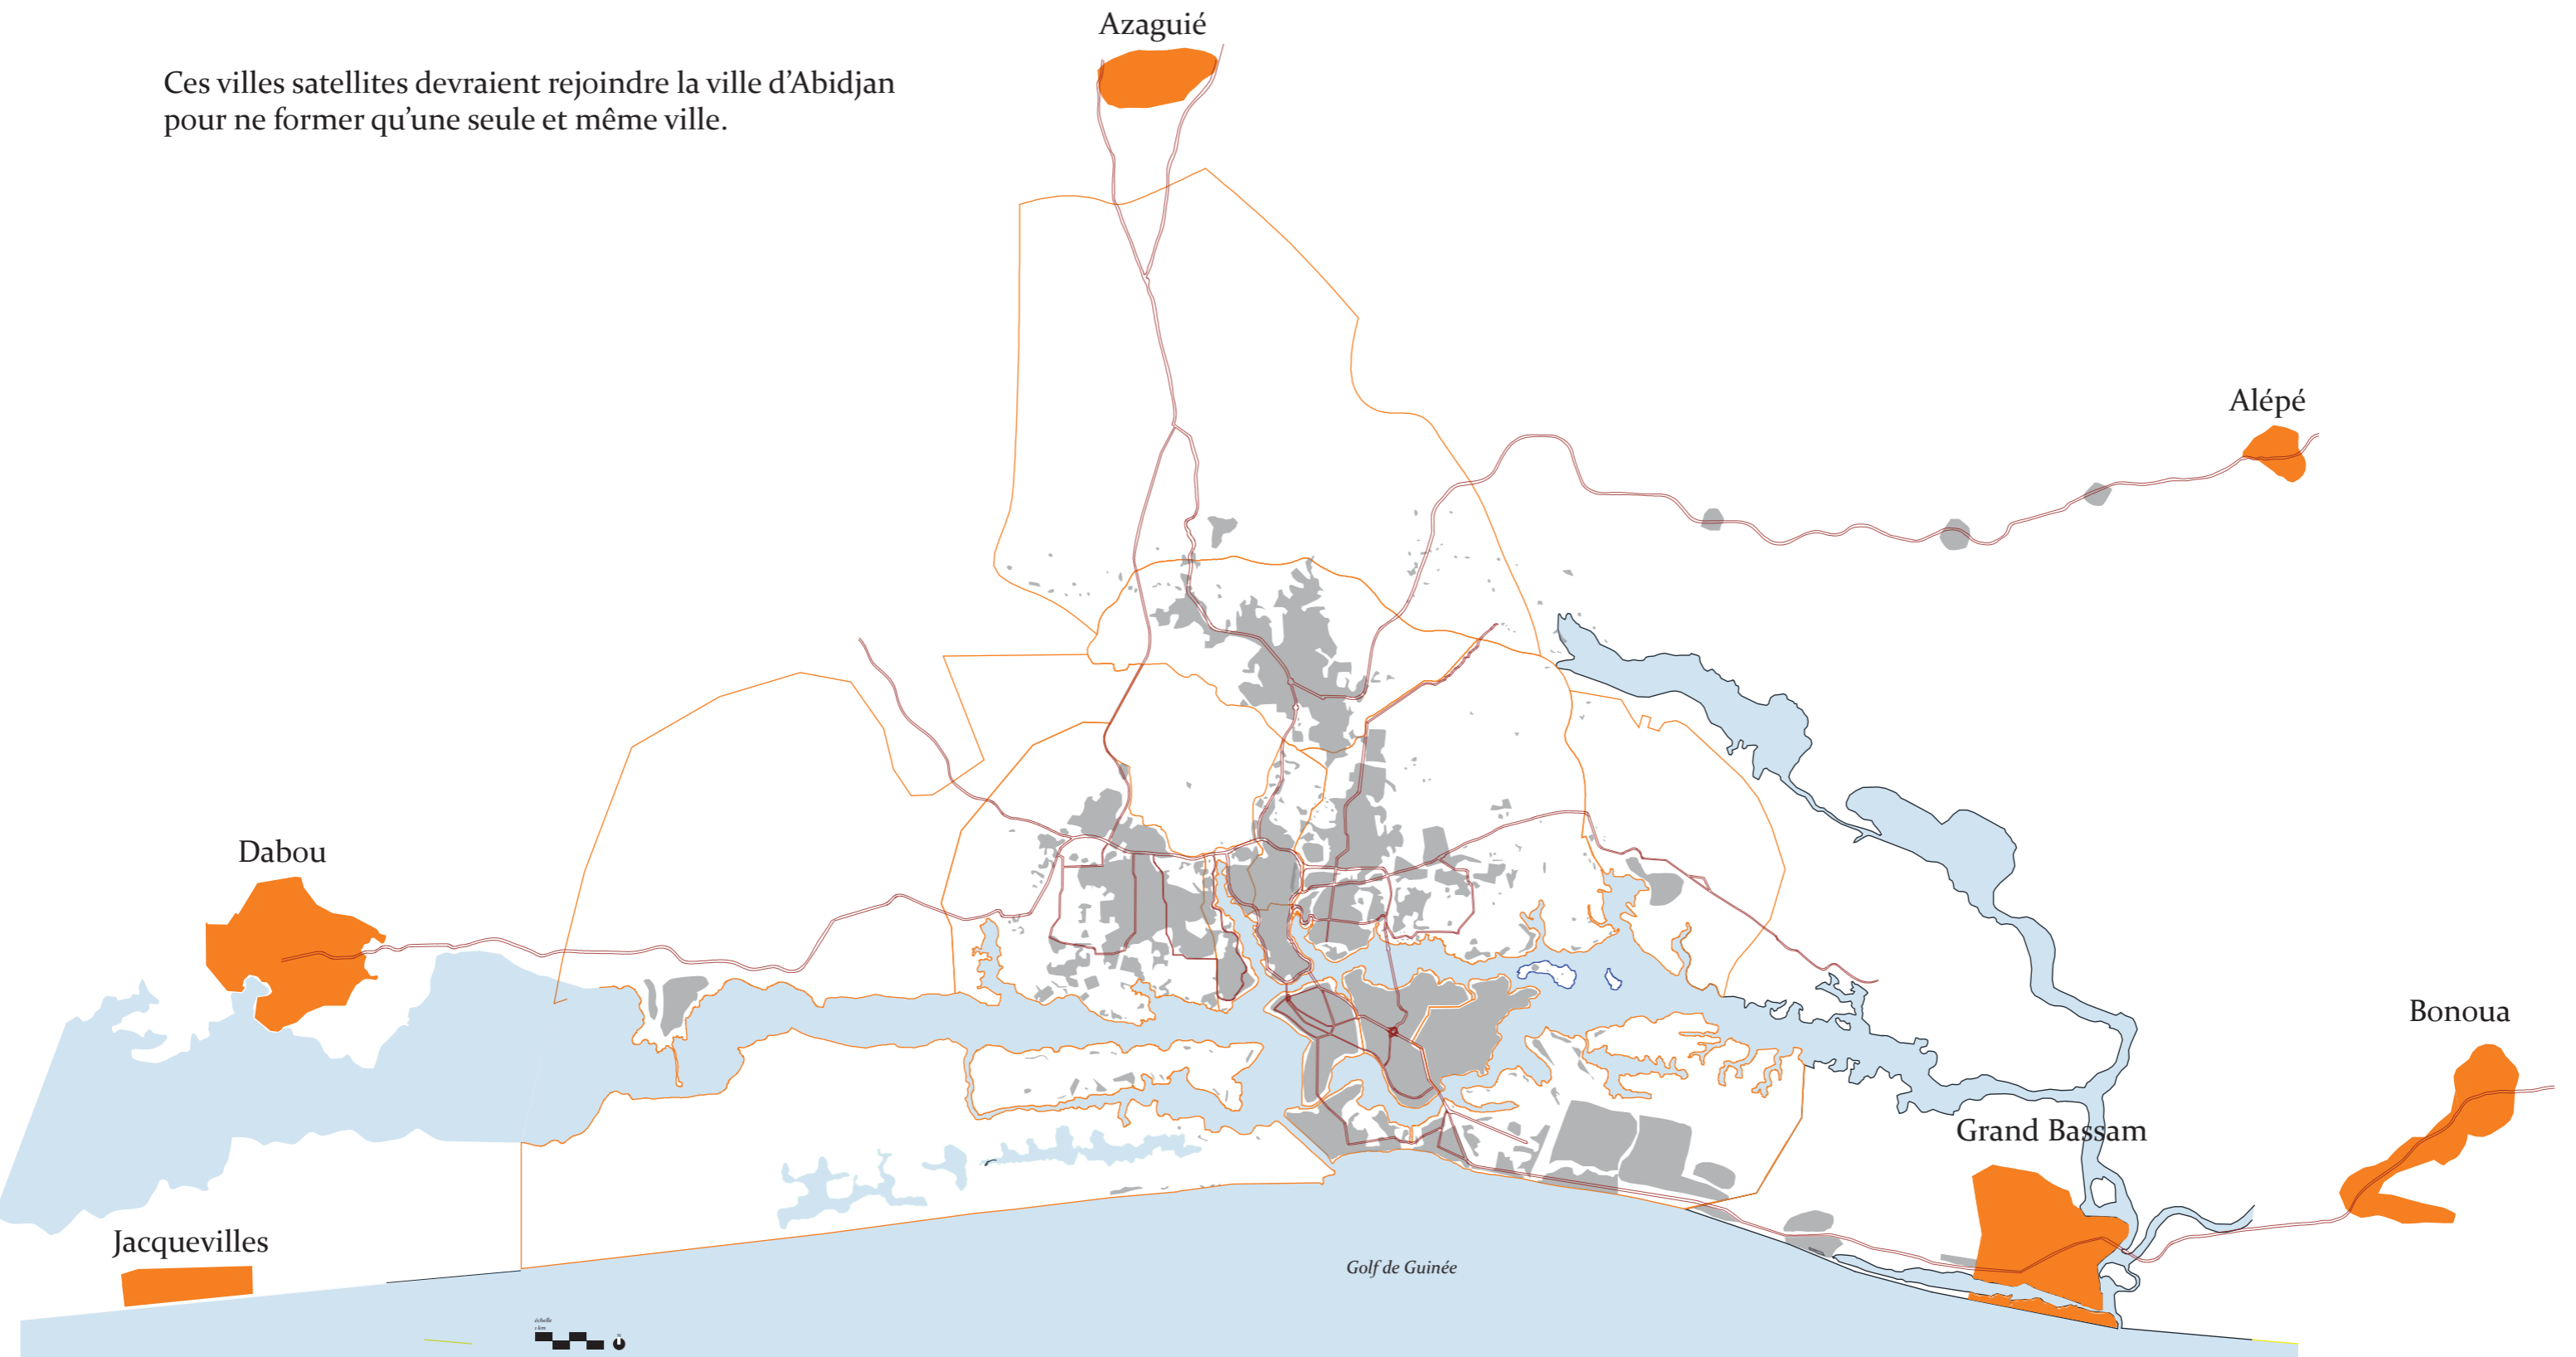 Azaguié
Ces villes satellites devraient rejoindre la ville d'Abidjan
pour ne former qu'une seule et même ville.
Alépé
Dabou
Bonoua
Grand Bassam
Jacquevilles
Golf de Guinée
échelle